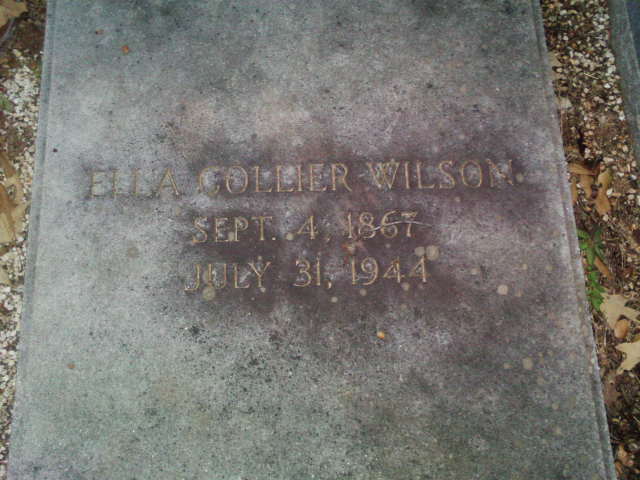 ELLA COLLIER WILSON
SEPT. 4, 1867
JULY 31, 1944